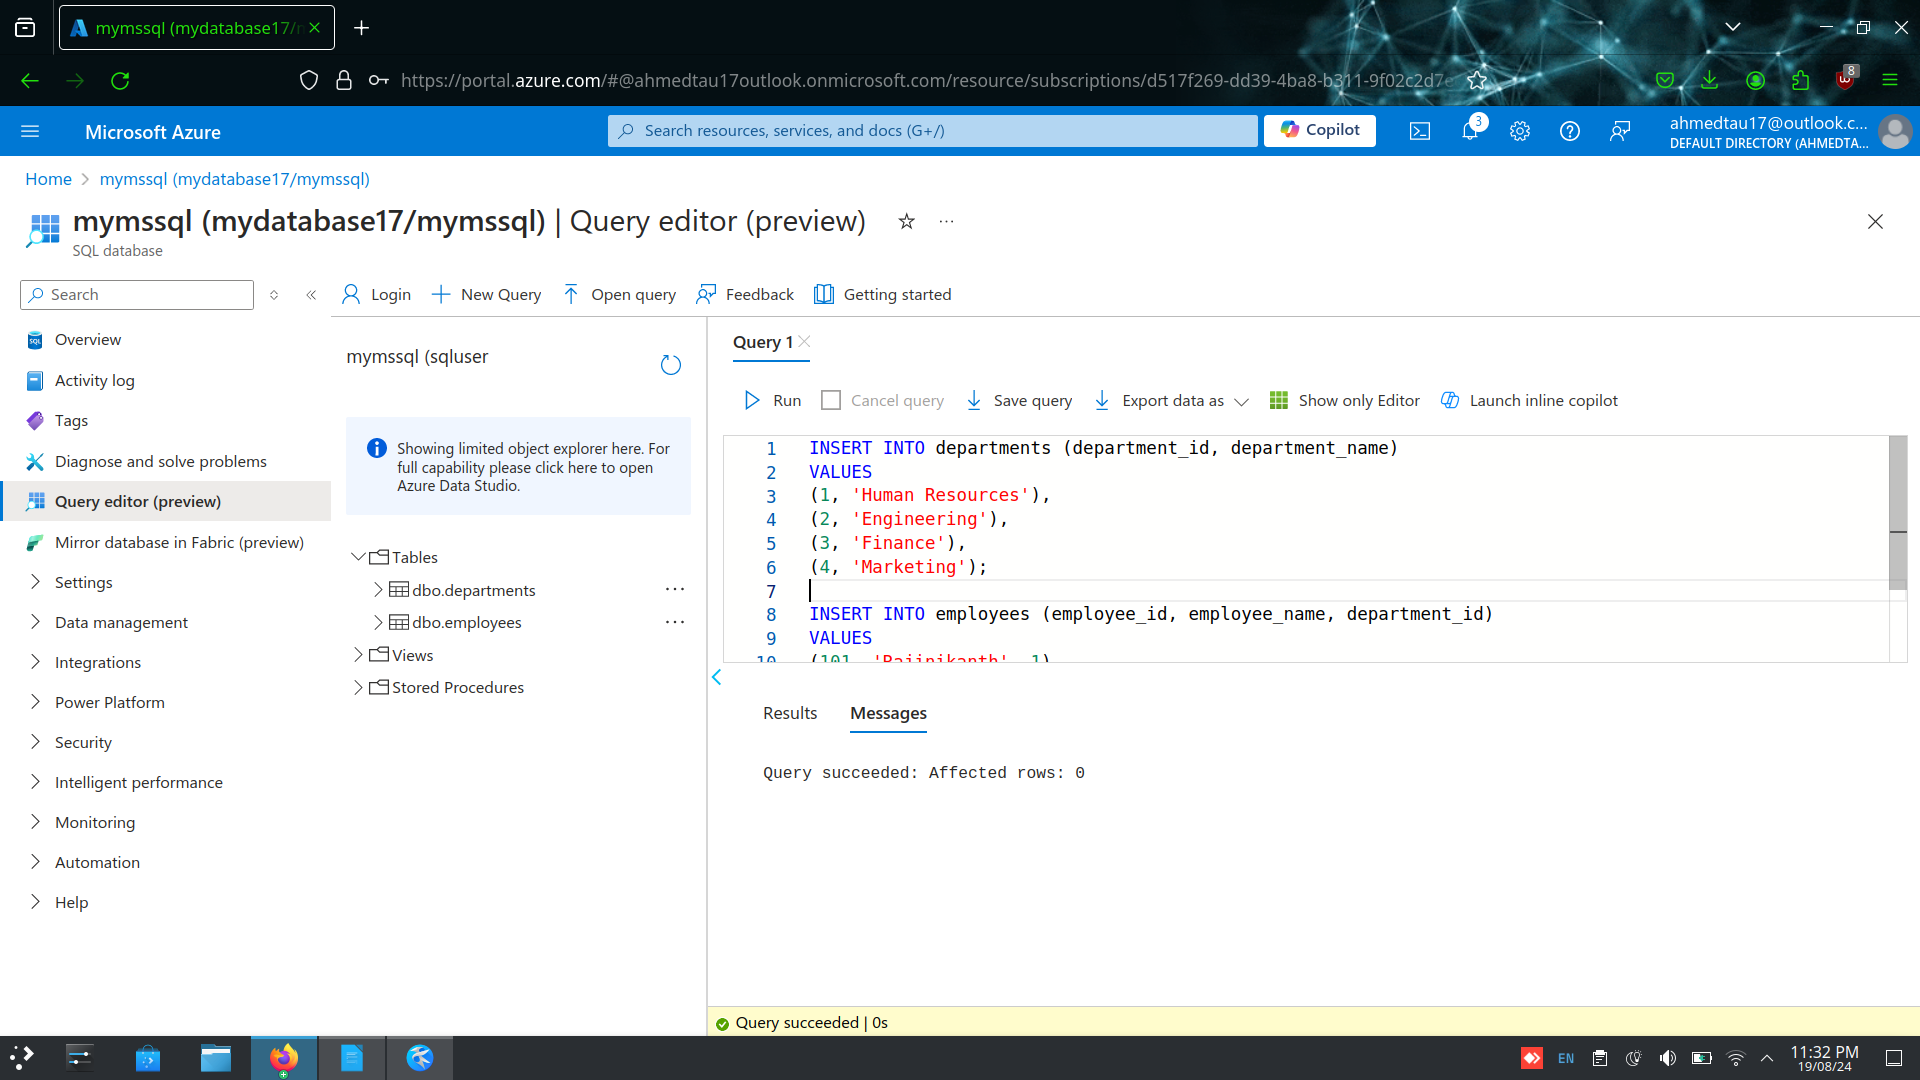 mymssql (mydatabase17/m
https://portal.azure.com/#@ahmedtau17outlook.onmicrosoft.com/resource/subscriptions/d517f269-dd39-4ba8-b311-9f02c2d7e
8
Microsoft Azure
Search resources, services, and docs (G+/)
Copilot
3
ahmedtau17@outlook.c...
DEFAULT DIRECTORY (AHMEDTA...
Home
mymssql (mydatabase17/mymssql)
mymssql (mydatabase17/mymssql) | Query editor (preview)
SQL database
Search
Login
New Query
Open query
Feedback
Getting started
Overview
Activity log
Tags
Diagnose and solve problems
Query editor (preview)
Mirror database in Fabric (preview)
Settings
Data management
Integrations
Power Platform
Security
Intelligent performance
Monitoring
Automation
Help
mymssql (sqluser
Showing limited object explorer here. For
full capability please click here to open
Azure Data Studio.
Tables
dbo.departments
dbo.employees
Views
Stored Procedures
Query 1
Run
Cancel query
Save query
Export data as
Show only Editor
Launch inline copilot
1 INSERT INTO departments (department_id, department_name)
2 VALUES
3 (1, 'Human Resources'),
4 (2, 'Engineering'),
5 (3, 'Finance'),
6 (4, 'Marketing');
7
8 INSERT INTO employees (employee_id, employee_name, department_id)
9 VALUES
10 (101, 'Rajinikanth', 1)
Results
Messages
Query succeeded: Affected rows: 0
Query succeeded | 0s
EN
11:32 PM
19/08/24